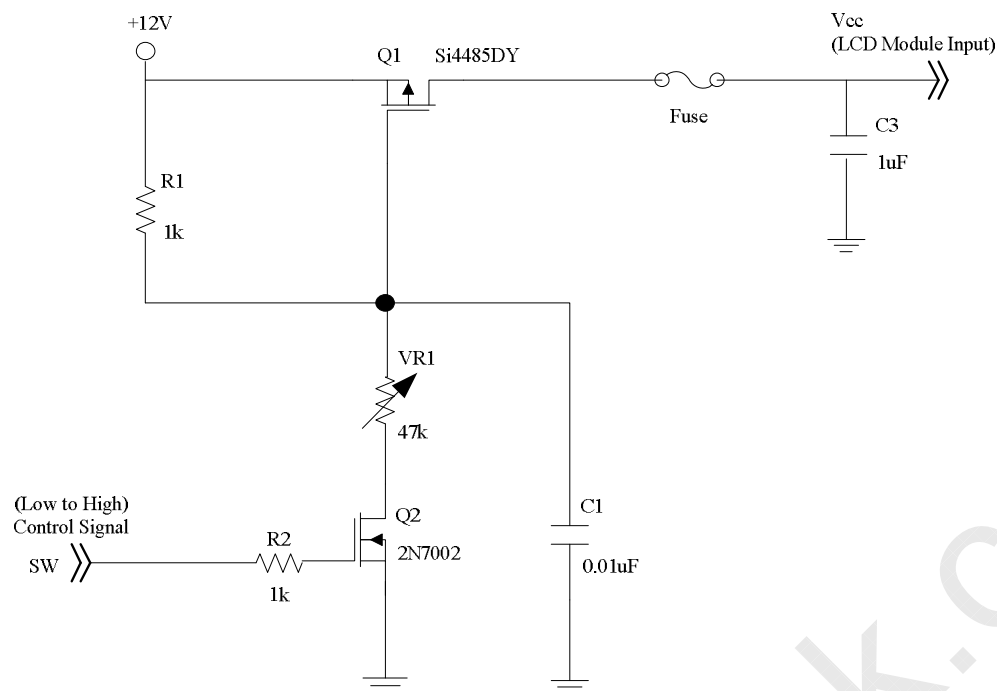 +12V
Vcc
(LCD Module Input)
Q1
Si4485DY
Fuse
C3
1uF
R1
1k
VR1
47k
(Low to High)
Control Signal
SW
R2
1k
Q2
2N7002
C1
0.01uF